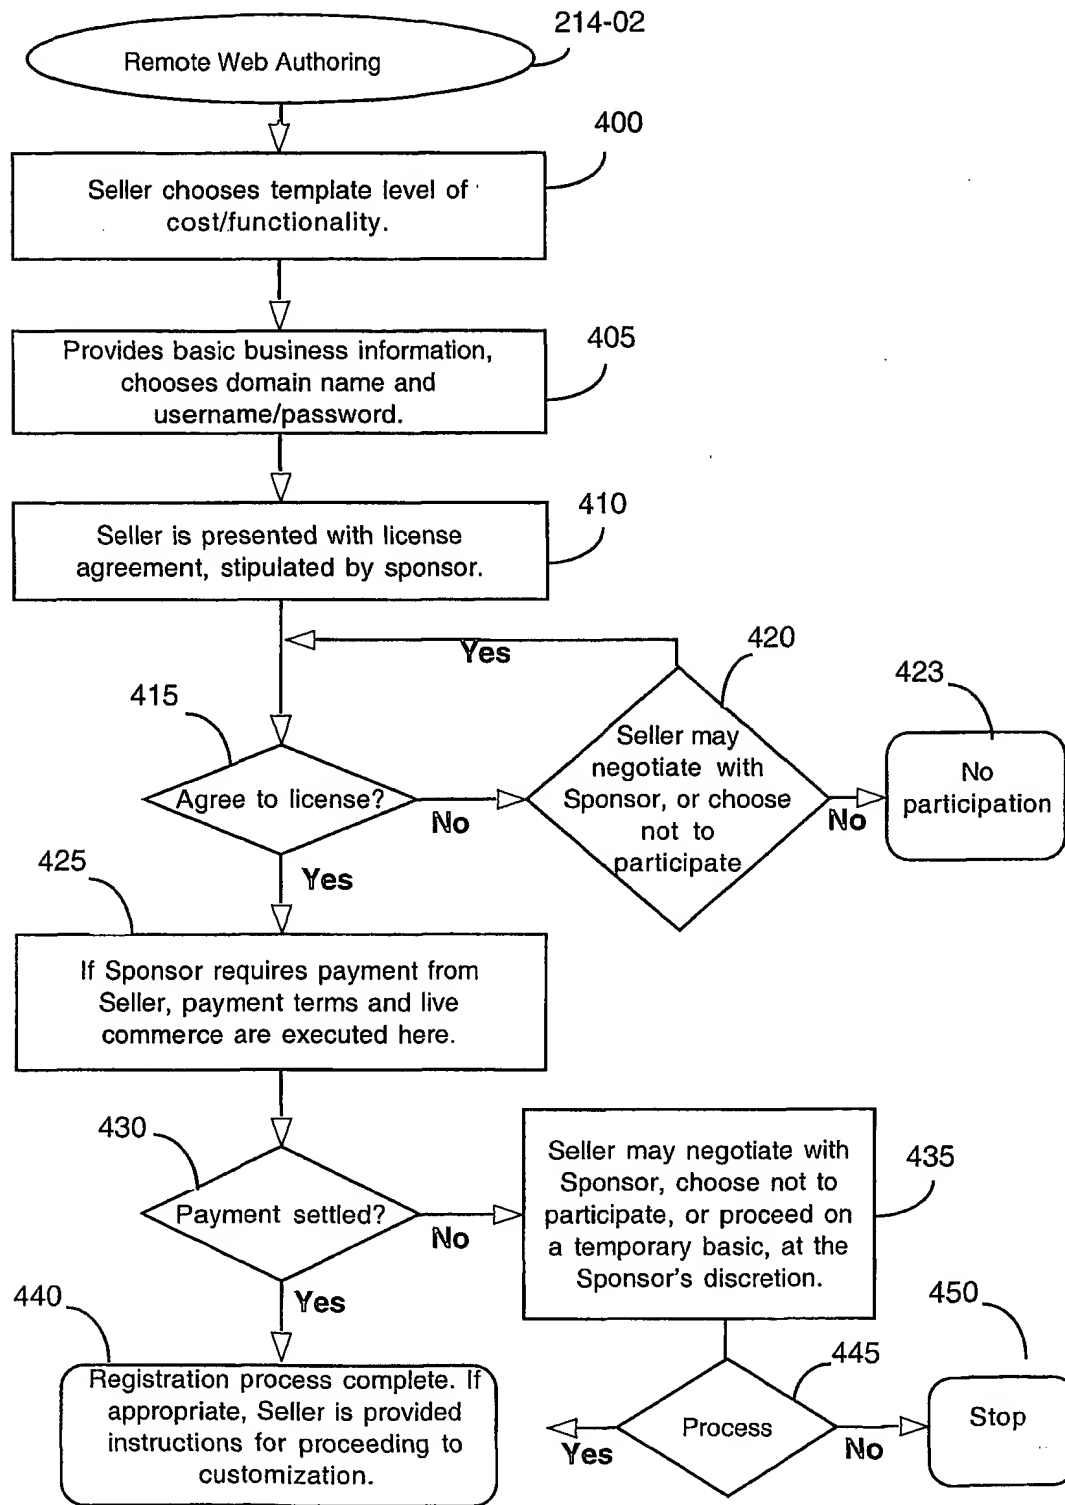 214-02
Remote Web Authoring
400
Seller chooses template level of
cost/functionality.
405
Provides basic business information,
chooses domain name and
username/password.
410
Seller is presented with license
agreement, stipulated by sponsor.
Yes
420
423
415
Seller may
negotiate with
Sponsor, or choose
not to
participate
No
participation
Agree to license?
No
No
425
Yes
If Sponsor requires payment from
Seller, payment terms and live
commerce are executed here.
430
435
Seller may negotiate with
Sponsor, choose not to
participate, or proceed on
a temporary basic, at the
Sponsor's discretion.
Payment settled?
No
440
Yes
450
445
Registration process complete. If
appropriate, Seller is provided
instructions for proceeding to
customization.
Process
Yes
No
Stop